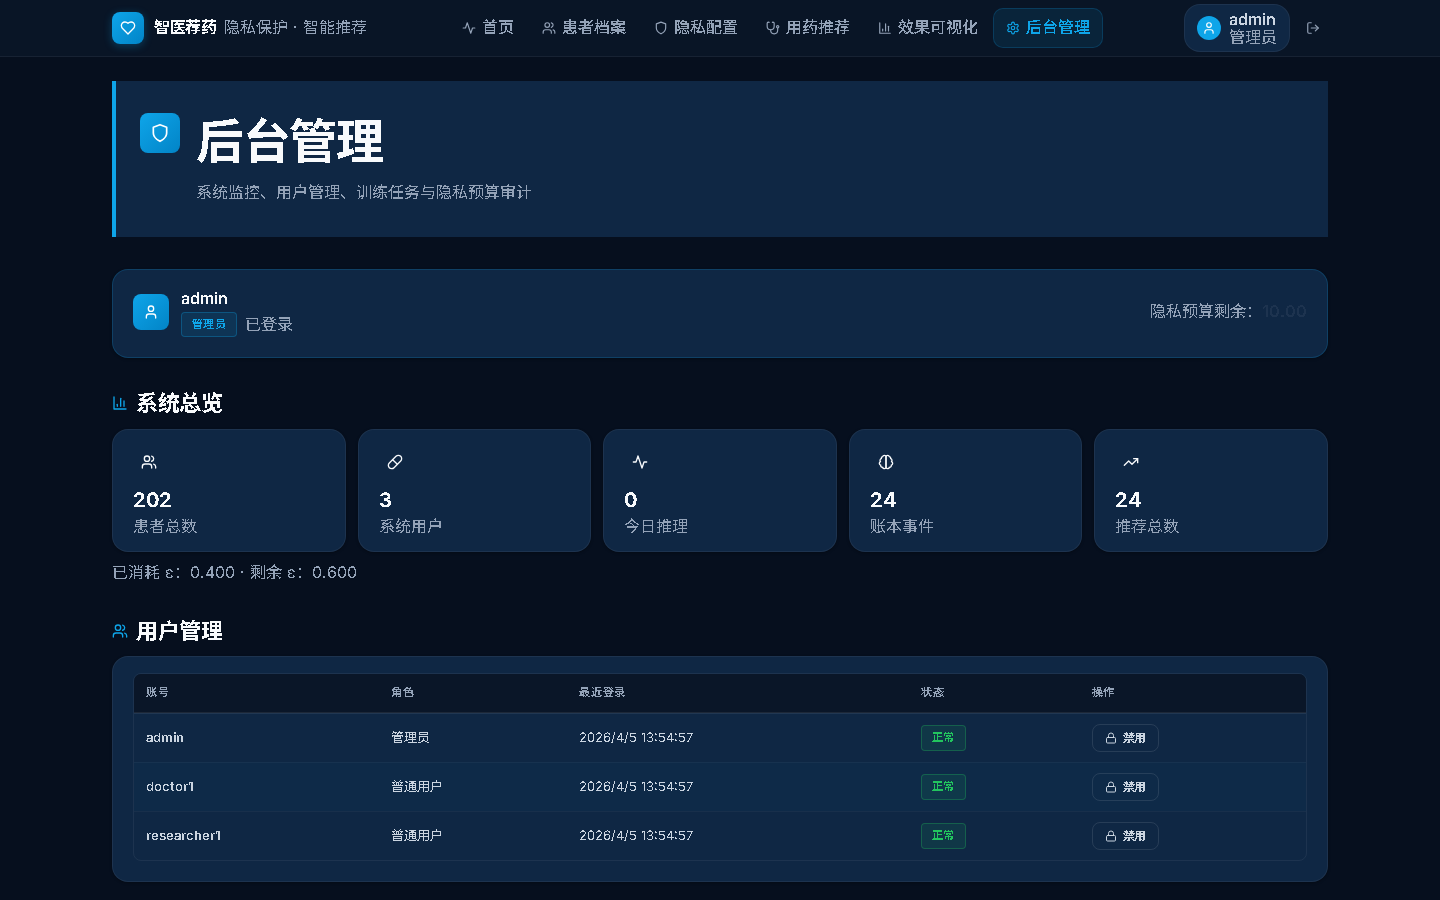 智医荐药 隐私保护 · 智能推荐 首页 患者档案 隐私配置 用药推荐 效果可视化 后台管理 admin 管理员
后台管理
系统监控、用户管理、训练任务与隐私预算审计
admin
管理员 已登录
隐私预算剩余： 10.00
系统总览
202 患者总数
3 系统用户
0 今日推理
24 账本事件
24 推荐总数
已消耗 ε： 0.400 · 剩余 ε： 0.600
用户管理
账号 角色 最近登录 状态 操作
admin 管理员 2026/4/5 13:54:57 正常 禁用
doctor1 普通用户 2026/4/5 13:54:57 正常 禁用
researcher1 普通用户 2026/4/5 13:54:57 正常 禁用